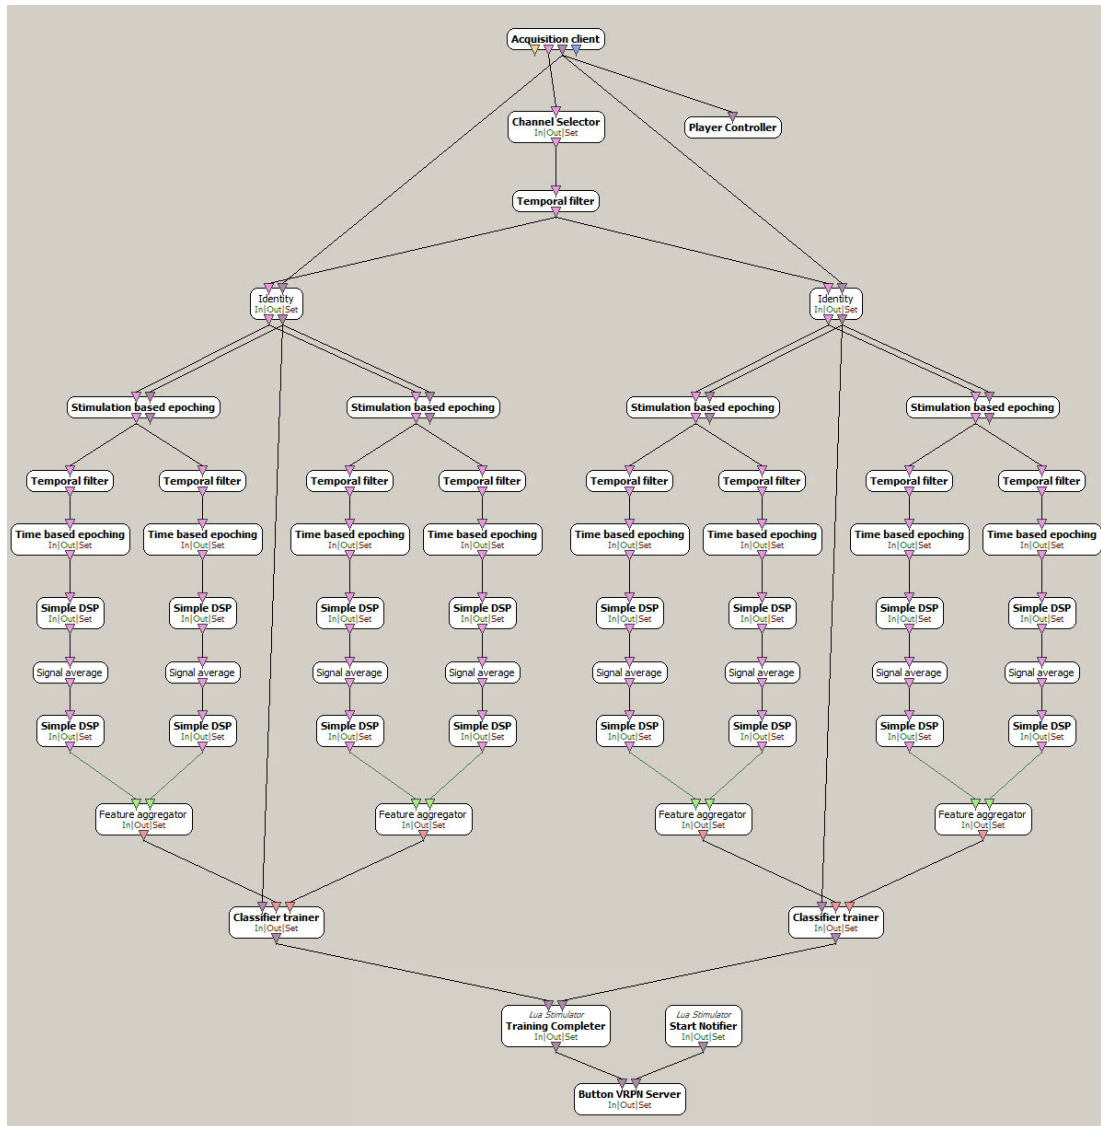 Acquisition client
Channel Selector
In|Out|Set
Player Controller
Temporal filter
Identity
In|Out|Set
Identity
In|Out|Set
Stimulation based epoching
Stimulation based epoching
Stimulation based epoching
Stimulation based epoching
Temporal filter
Temporal filter
Temporal filter
Temporal filter
Temporal filter
Temporal filter
Temporal filter
Temporal filter
Time based epoching
In|Out|Set
Time based epoching
In|Out|Set
Time based epoching
In|Out|Set
Time based epoching
In|Out|Set
Time based epoching
In|Out|Set
Time based epoching
In|Out|Set
Time based epoching
In|Out|Set
Time based epoching
In|Out|Set
Simple DSP
In|Out|Set
Simple DSP
In|Out|Set
Simple DSP
In|Out|Set
Simple DSP
In|Out|Set
Simple DSP
In|Out|Set
Simple DSP
In|Out|Set
Simple DSP
In|Out|Set
Simple DSP
In|Out|Set
Signal average
Signal average
Signal average
Signal average
Signal average
Signal average
Signal average
Signal average
Simple DSP
In|Out|Set
Simple DSP
In|Out|Set
Simple DSP
In|Out|Set
Simple DSP
In|Out|Set
Simple DSP
In|Out|Set
Simple DSP
In|Out|Set
Simple DSP
In|Out|Set
Simple DSP
In|Out|Set
Feature aggregator
In|Out|Set
Feature aggregator
In|Out|Set
Feature aggregator
In|Out|Set
Feature aggregator
In|Out|Set
Classifier trainer
In|Out|Set
Classifier trainer
In|Out|Set
Lua Stimulator
Training Completer
In|Out|Set
Lua Stimulator
Start Notifier
In|Out|Set
Button VRPN Server
In|Out|Set